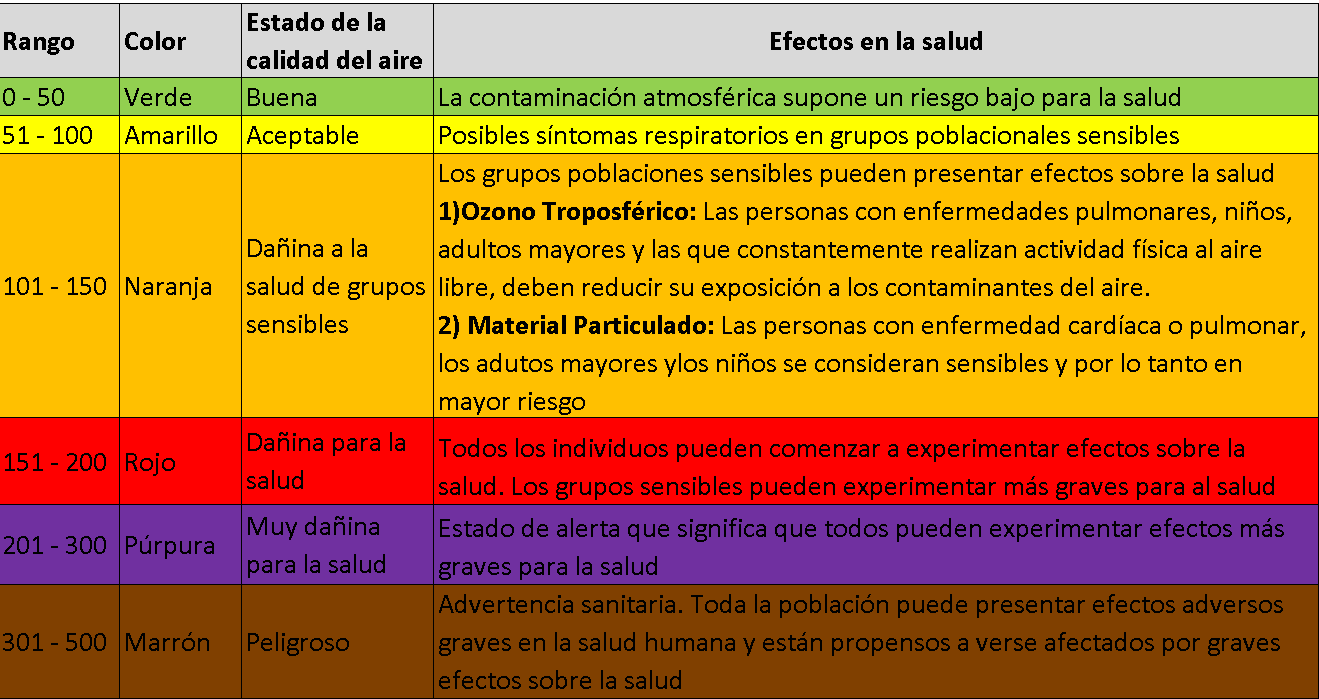 Rango Color Estado de la calidad del aire Efectos en la salud
0 - 50 Verde Buena La contaminación atmosférica supone un riesgo bajo para la salud
51 - 100 Amarillo Aceptable Posibles síntomas respiratorios en grupos poblacionales sensibles
101 - 150 Naranja
Dañina a la
salud de grupos
sensibles
Los grupos poblaciones sensibles pueden presentar efectos sobre la salud
1)Ozono Troposférico: Las personas con enfermedades pulmonares, niños,
adultos mayores y las que constantemente realizan actividad física al aire
libre, deben reducir su exposición a los contaminantes del aire.
2) Material Particulado: Las personas con enfermedad cardíaca o pulmonar,
los adutos mayores ylos niños se consideran sensibles y por lo tanto en
mayor riesgo
151 - 200 Rojo
Dañina para la
salud
Todos los individuos pueden comenzar a experimentar efectos sobre la
salud. Los grupos sensibles pueden experimentar más graves para al salud
201 - 300 Púrpura
Muy dañina
para la salud
Estado de alerta que significa que todos pueden experimentar efectos más
graves para la salud
301 - 500 Marrón Peligroso
Advertencia sanitaria. Toda la población puede presentar efectos adversos
graves en la salud humana y están propensos a verse afectados por graves
efectos sobre la salud